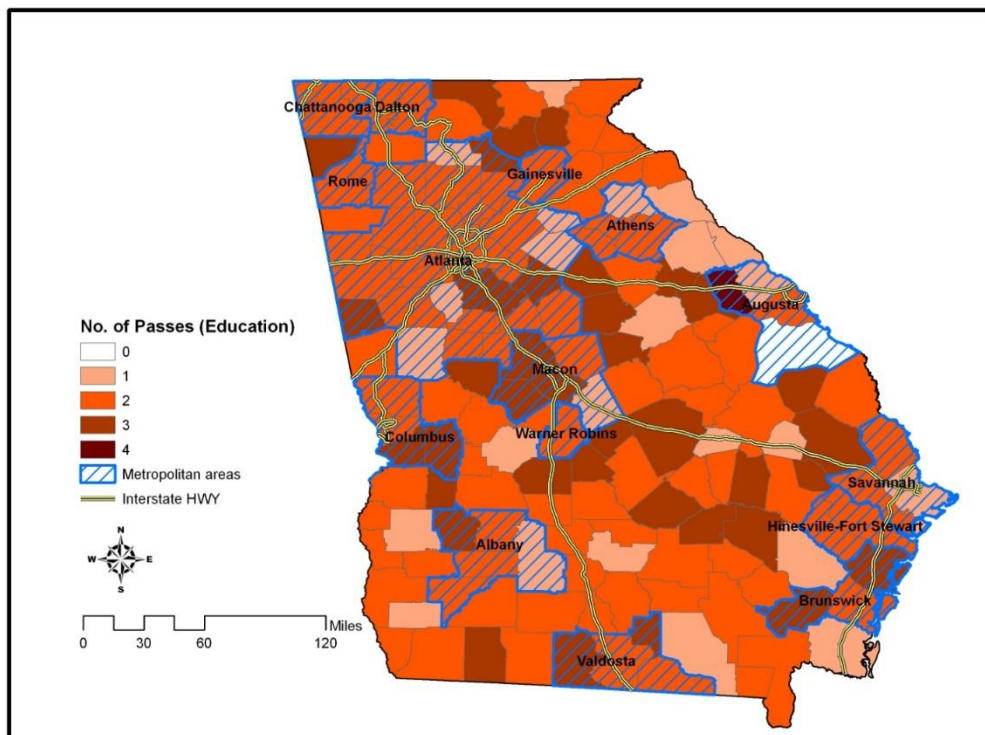 Chattanooga Dalton
Rome
Gainesville
Athens
Atlanta
Augusta
Macon
Columbus
Warner Robins
Savannah
Hinesville-Fort Stewart
Albany
Brunswick
Valdosta
No. of Passes (Education)
0
1
2
3
4
Metropolitan areas
Interstate HWY
N
W E
S
Miles
0 30 60 120